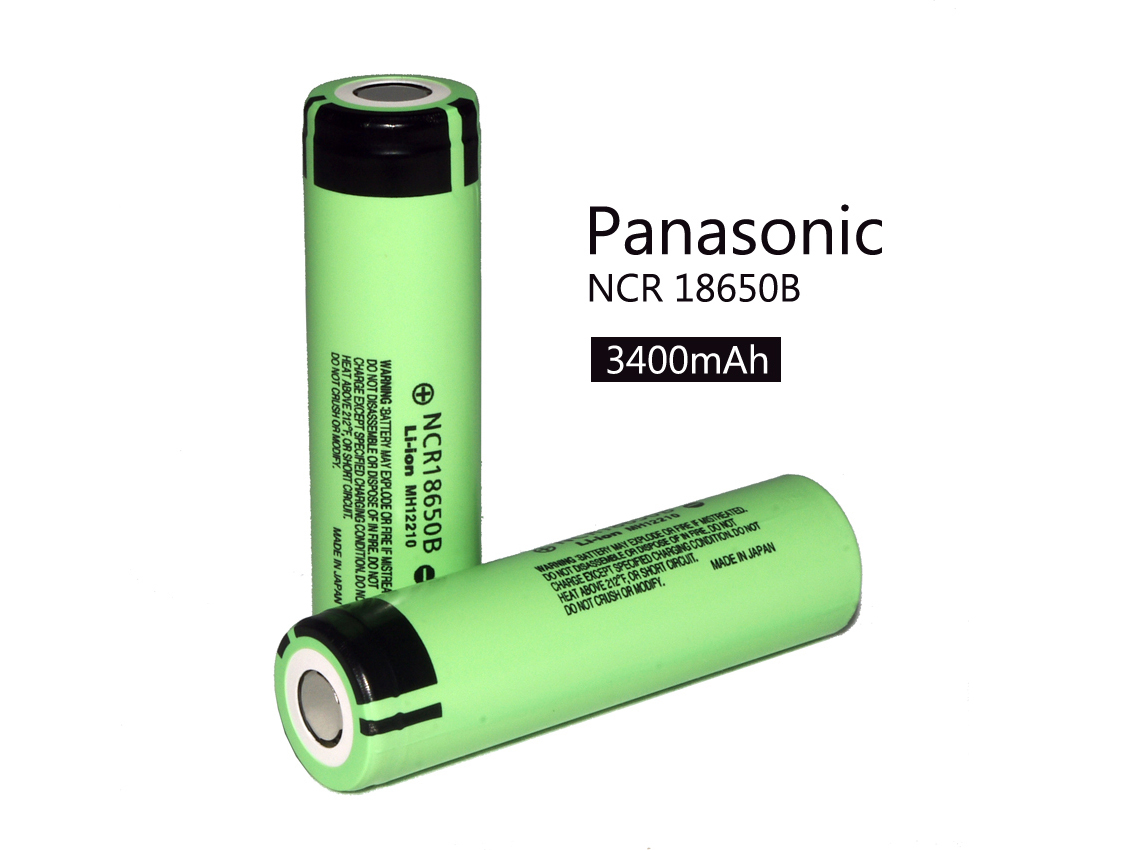 Panasonic
NCR 18650B
3400mAh
NCR18650B
Li-ion MH12210
WARNING :BATTERY MAY EXPLODE OR FIRE IF
DO NOT DISASSEMBLE OR DISPOSE OF IN FIRE. DO NOT
CHARGE EXCEPT SPECIFIED CHARGING CONDITION. DO
HEAT ABOVE 212°F, OR SHORT CIRCUIT.
DO NOT CRUSH OR MODIFY.
MADE IN JAPAN
Li-ion MH12210
WARNING :BATTERY MAY EXPLODE OR FIRE IF MISTREATED.
DO NOT DISASSEMBLE OR DISPOSE OF IN FIRE. DO NOT
CHARGE EXCEPT SPECIFIED CHARGING CONDITION. DO NOT
HEAT ABOVE 212°F, OR SHORT CIRCUIT.
DO NOT CRUSH OR MODIFY.
MADE IN JAPAN